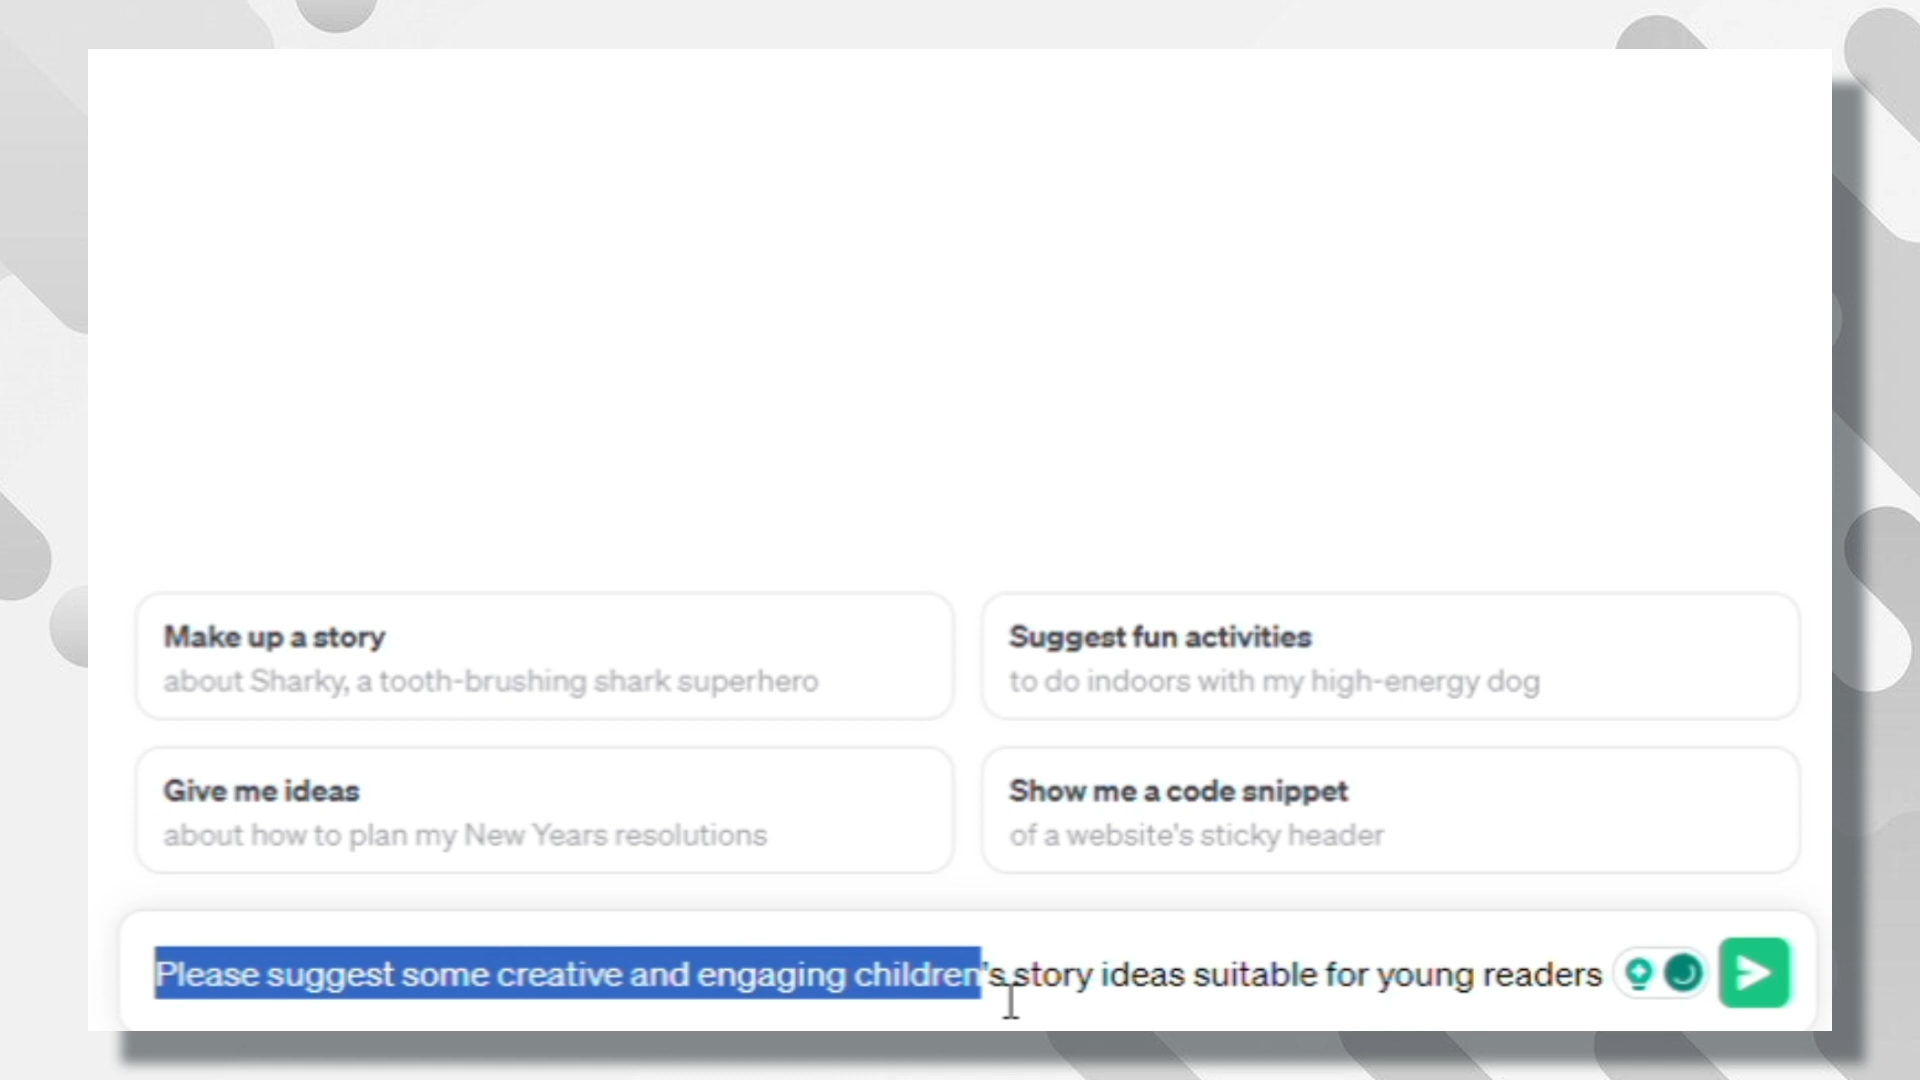 Make up a story
about Sharky, a tooth-brushing shark superhero
Suggest fun activities
to do indoors with my high-energy dog
Give me ideas
about how to plan my New Years resolutions
Show me a code snippet
of a website's sticky header
Please suggest some creative and engaging children's story ideas suitable for young readers